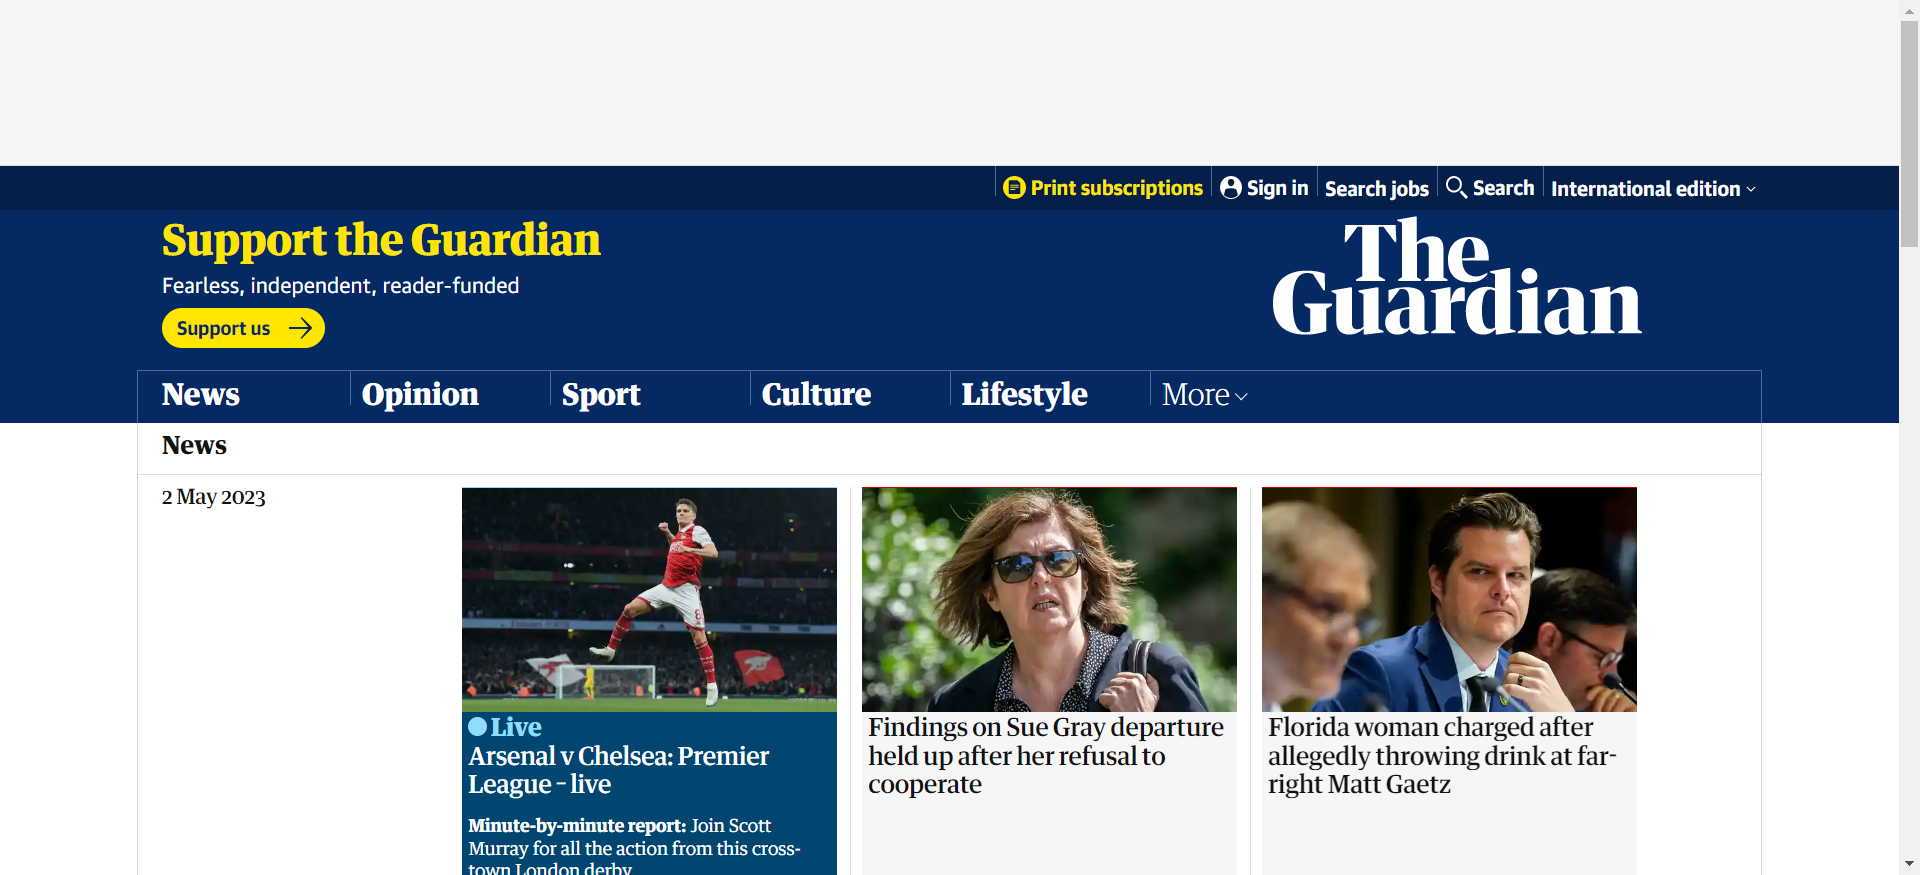 Print subscriptions
Sign in
Search jobs
Search
International edition
Support the Guardian
Fearless, independent, reader-funded
Support us
The
Guardian
News
Opinion
Sport
Culture
Lifestyle
More
News
2 May 2023
Live
Arsenal v Chelsea: Premier
League – live
Minute-by-minute report: Join Scott
Murray for all the action from this cross-
town London derby
Findings on Sue Gray departure
held up after her refusal to
cooperate
Florida woman charged after
allegedly throwing drink at far-
right Matt Gaetz